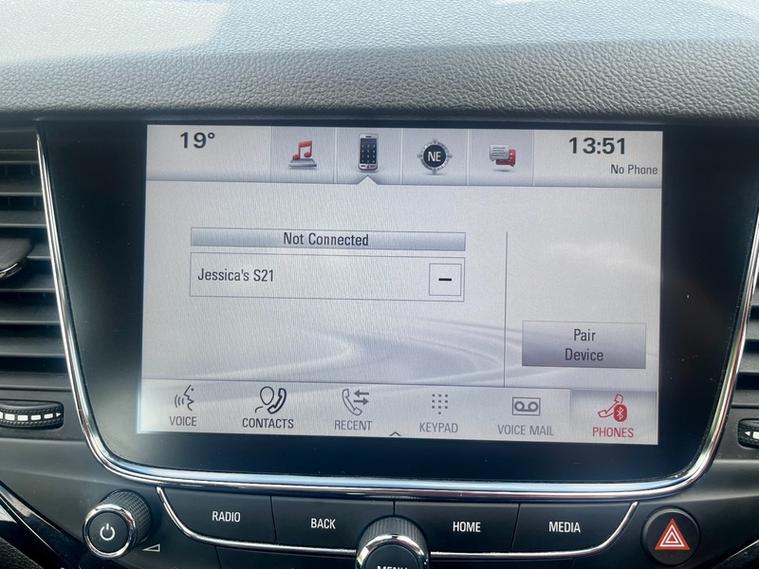 19°
NE
13:51
No Phone
Not Connected
Jessica's S21
Pair
Device
VOICE
CONTACTS
RECENT
KEYPAD
VOICE MAIL
PHONES
RADIO
BACK
HOME
MEDIA
MENU